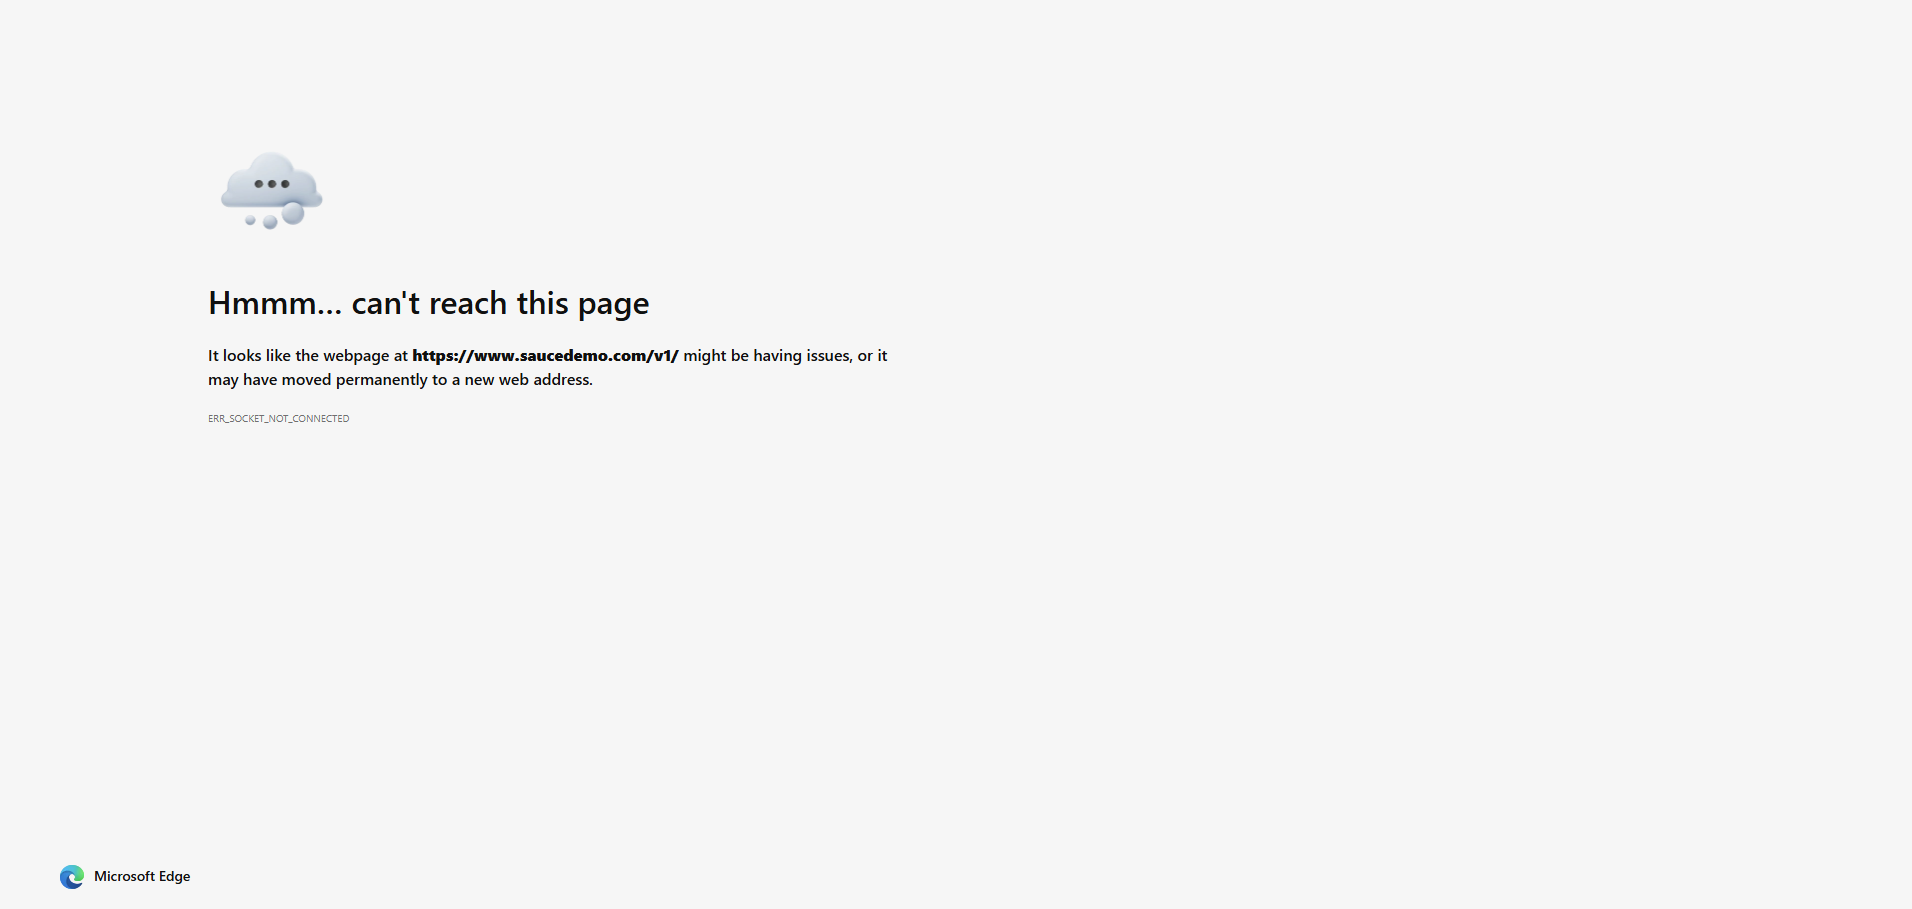 Hmmm... can't reach this page
It looks like the webpage at https://www.saucedemo.com/v1/ might be having issues, or it
may have moved permanently to a new web address.
ERR_SOCKET_NOT_CONNECTED
Microsoft Edge